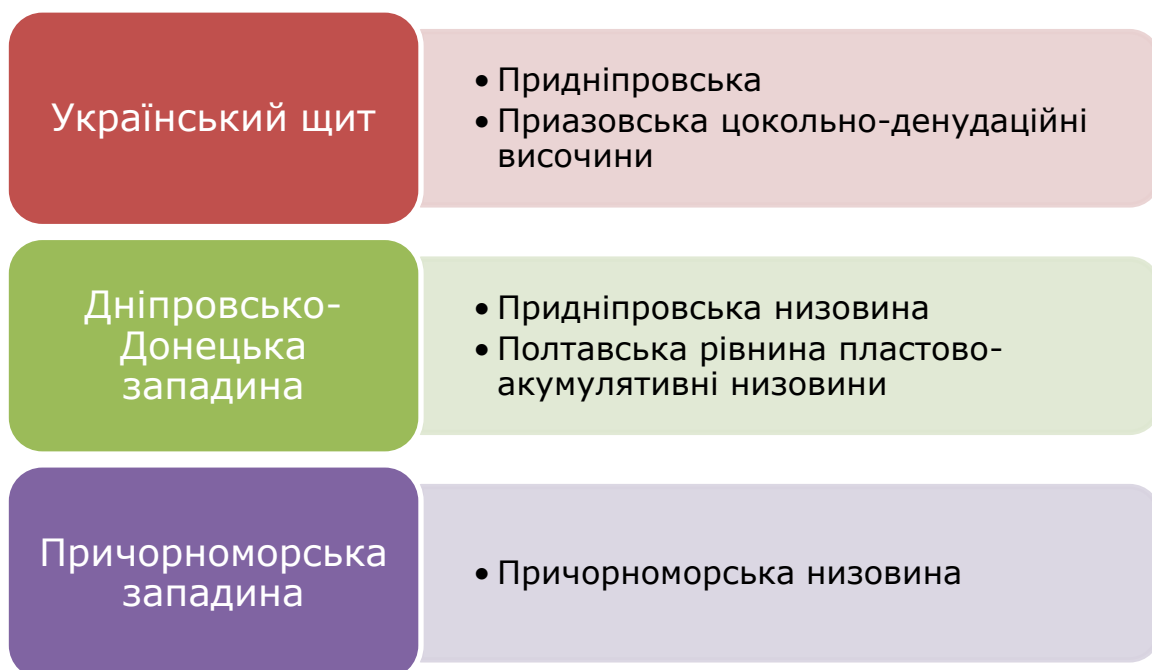 Український щит
• Придніпровська
• Приазовська цокольно-денудаційні
височини
Дніпровсько-
Донецька
западина
• Придніпровська низовина
• Полтавська рівнина пластово-
акумулятивні низовини
Причорноморська
западина
• Причорноморська низовина